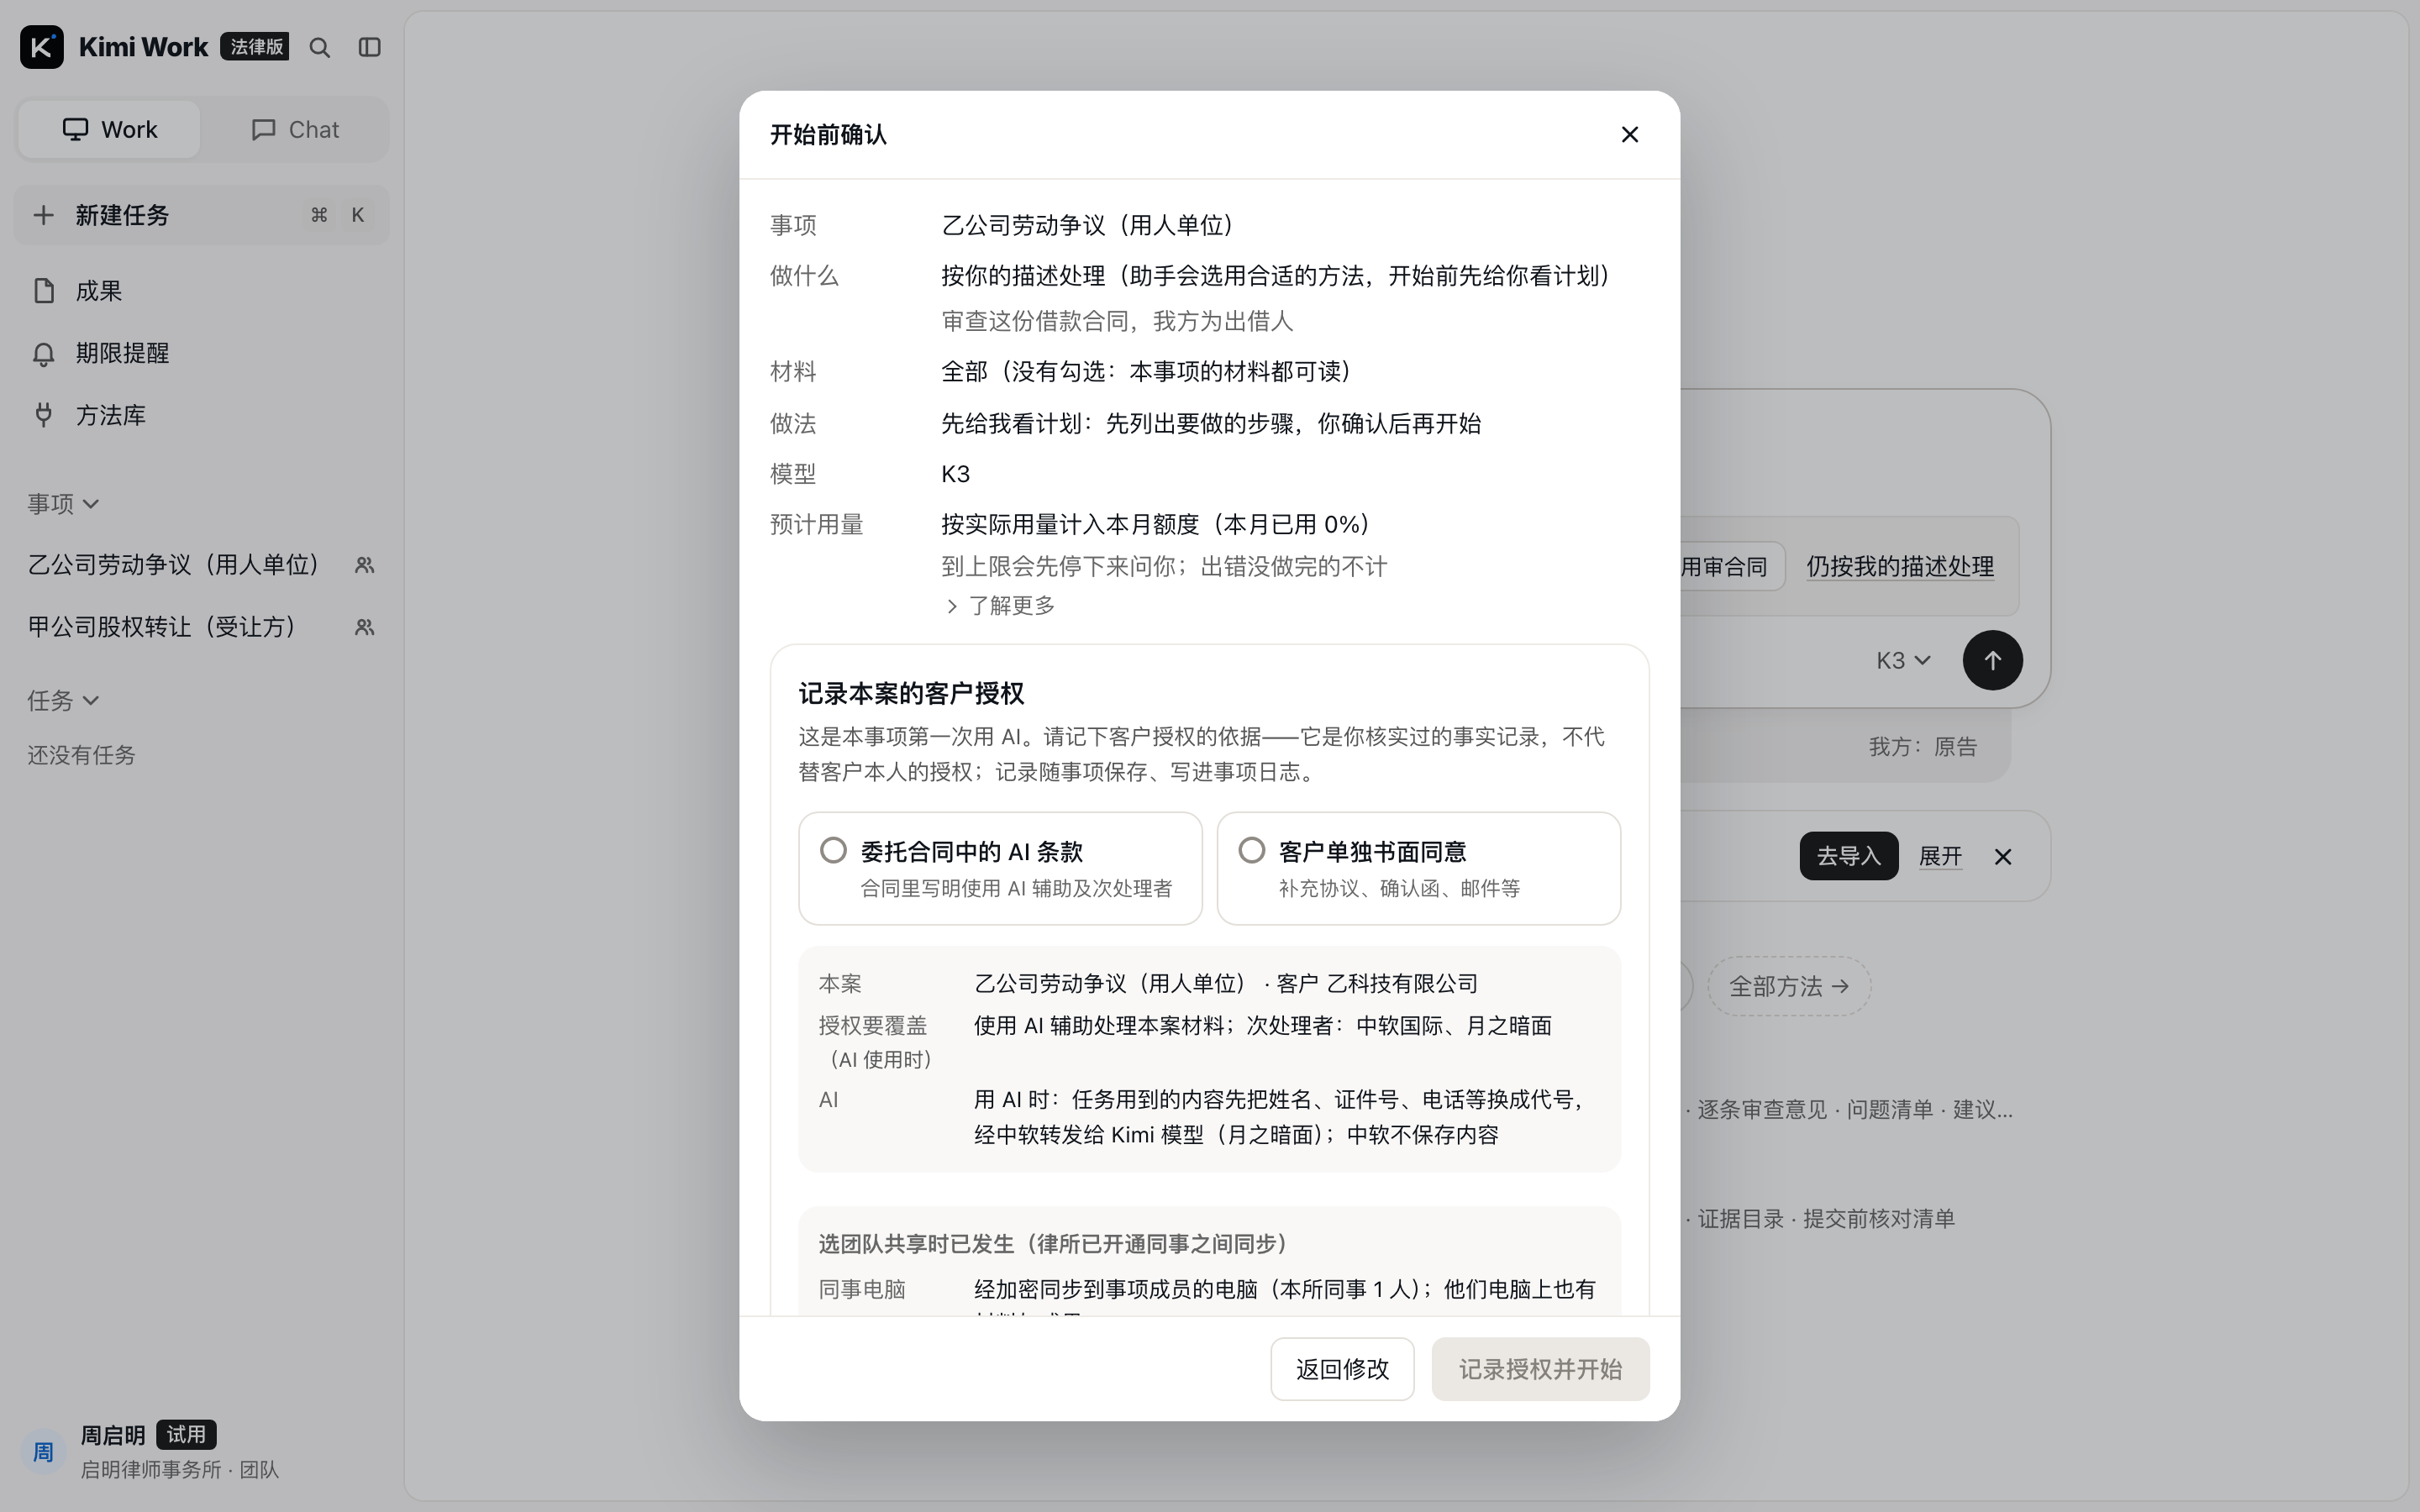 Kimi Work 法律版
Work
Chat
新建任务 ⌘ K
成果
期限提醒
方法库
事项
乙公司劳动争议（用人单位）
甲公司股权转让（受让方）
任务
还没有任务
周 周启明 试用
启明律师事务所 · 团队
开始前确认
事项 乙公司劳动争议（用人单位）
做什么 按你的描述处理（助手会选用合适的方法，开始前先给你看计划）
审查这份借款合同，我方为出借人
材料 全部（没有勾选：本事项的材料都可读）
做法 先给我看计划：先列出要做的步骤，你确认后再开始
模型 K3
预计用量 按实际用量计入本月额度（本月已用 0%）
到上限会先停下来问你；出错没做完的不计
了解更多
记录本案的客户授权
这是本事项第一次用 AI。请记下客户授权的依据——它是你核实过的事实记录，不代
替客户本人的授权；记录随事项保存、写进事项日志。
委托合同中的 AI 条款
合同里写明使用 AI 辅助及次处理者
客户单独书面同意
补充协议、确认函、邮件等
本案 乙公司劳动争议（用人单位） · 客户 乙科技有限公司
授权要覆盖 使用 AI 辅助处理本案材料；次处理者：中软国际、月之暗面
（AI 使用时）
AI 用 AI 时：任务用到的内容先把姓名、证件号、电话等换成代号，
经中软转发给 Kimi 模型（月之暗面）；中软不保存内容
选团队共享时已发生（律所已开通同事之间同步）
同事电脑 经加密同步到事项成员的电脑（本所同事 1 人）；他们电脑上也有
返回修改
记录授权并开始
用审合同
仍按我的描述处理
K3
我方：原告
去导入
展开
全部方法 →
· 逐条审查意见 · 问题清单 · 建议...
· 证据目录 · 提交前核对清单